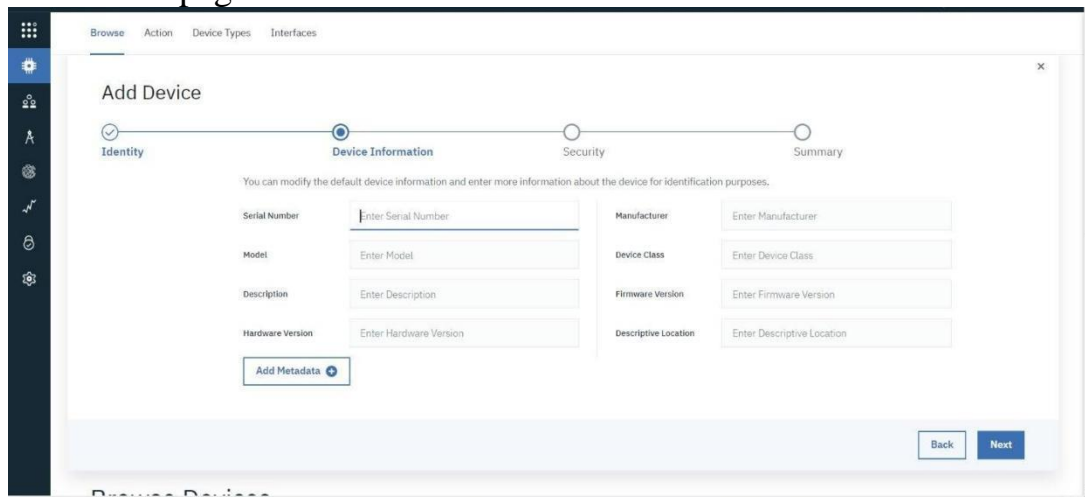 Browse Action Device Types Interfaces
Add Device
Identity Device Information Security Summary
You can modify the default device information and enter more information about the device for identification purposes.
Serial Number Enter Serial Number Manufacturer Enter Manufacturer
Model Enter Model Device Class Enter Device Class
Description Enter Description Firmware Version Enter Firmware Version
Hardware Version Enter Hardware Version Descriptive Location Enter Descriptive Location
Add Metadata
Back Next
Browse Devices